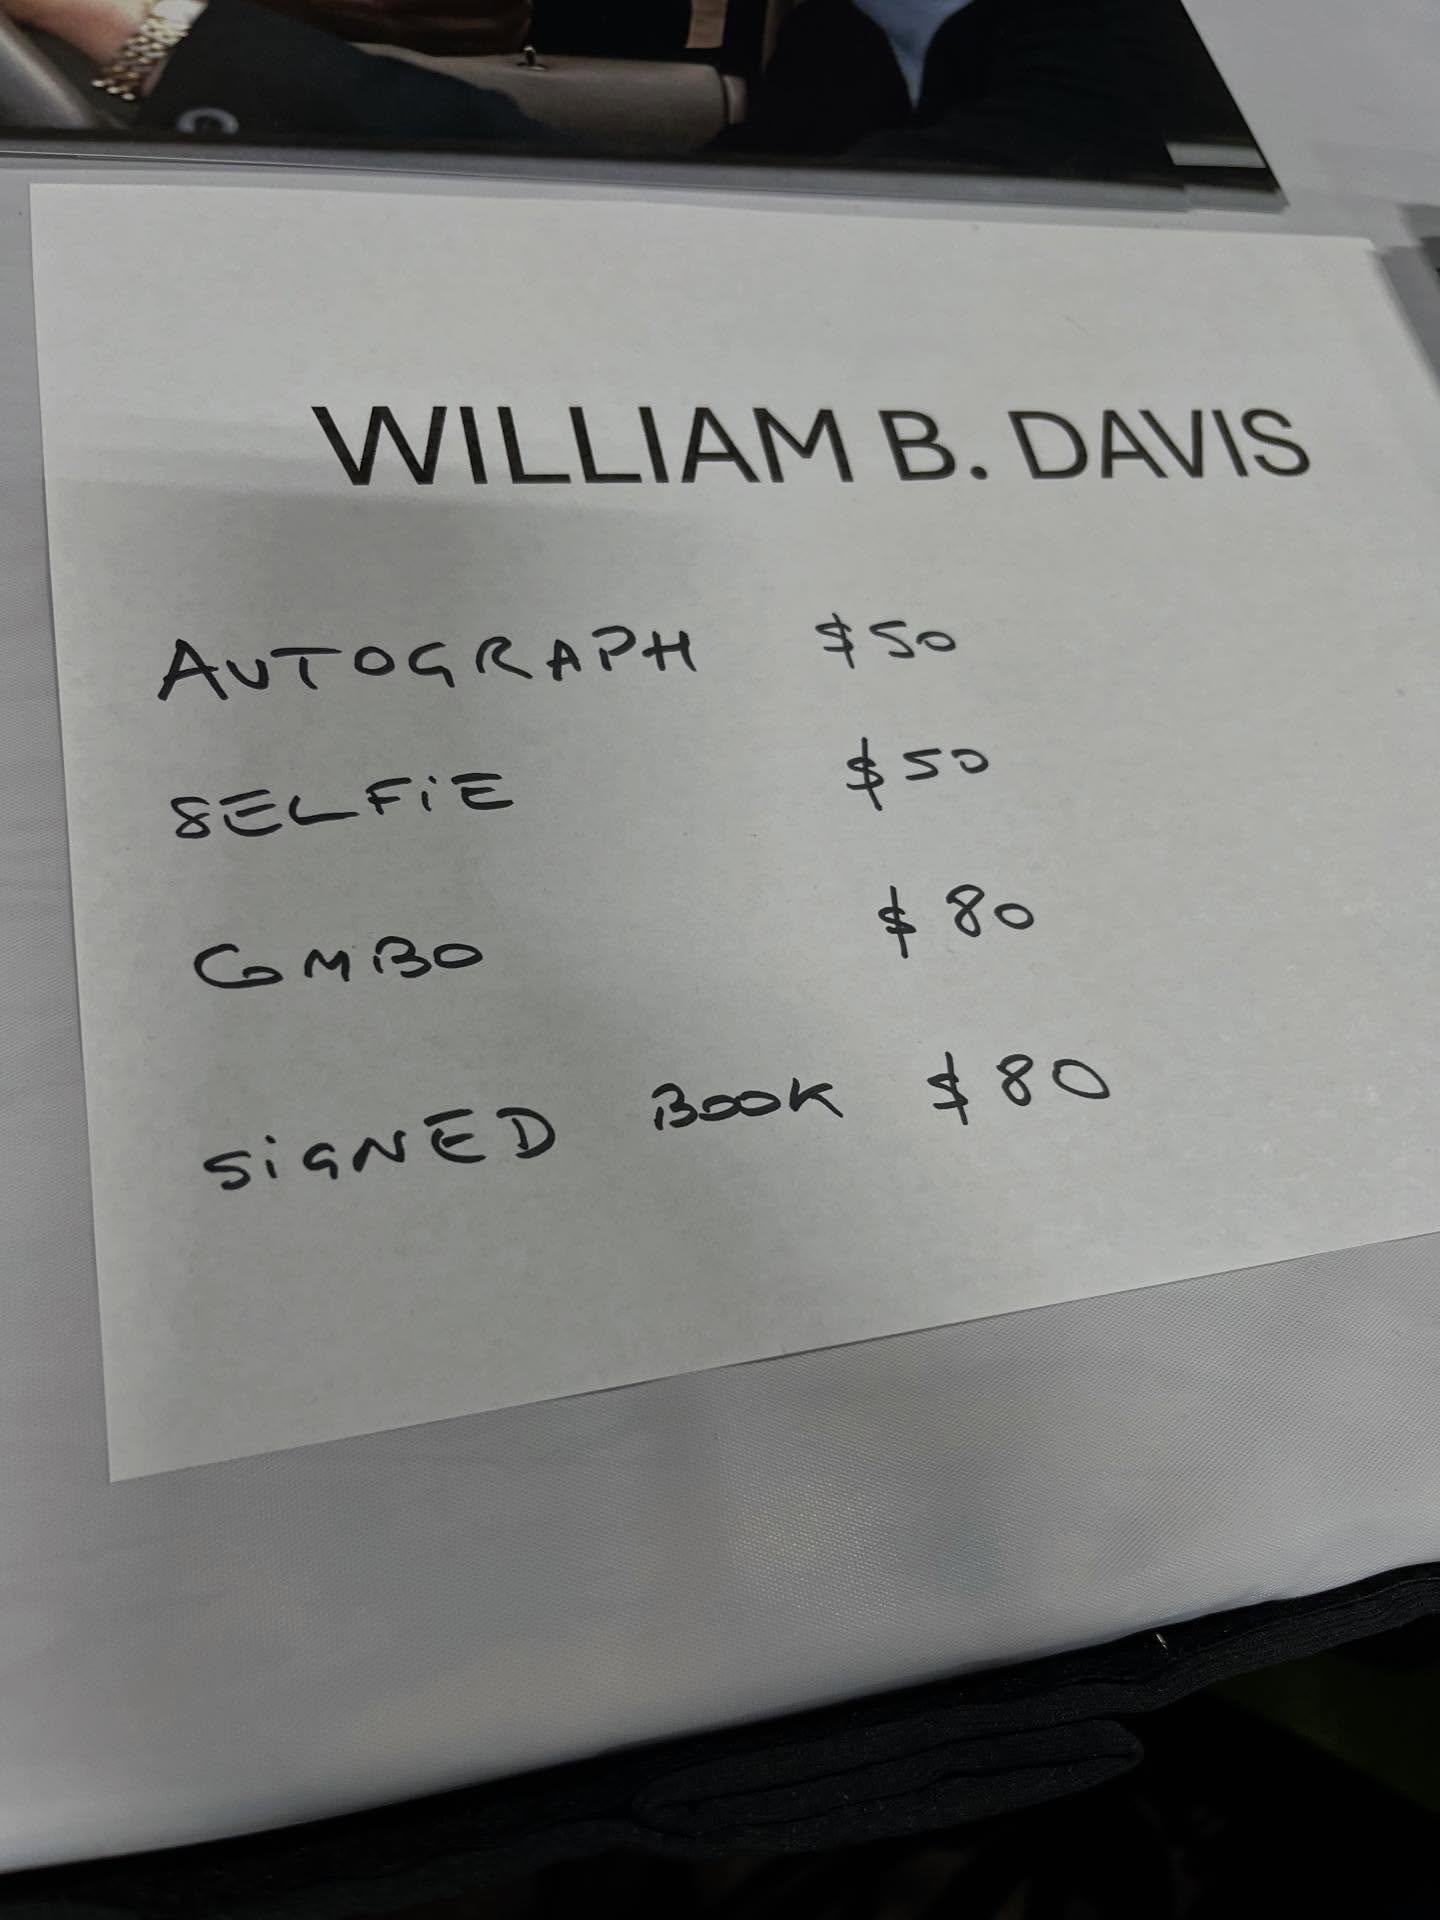 WILLIAM B. DAVIS
AUTOGRAPH $50
SELFiE $50
COMBO $80
SiGNED BOOK $80